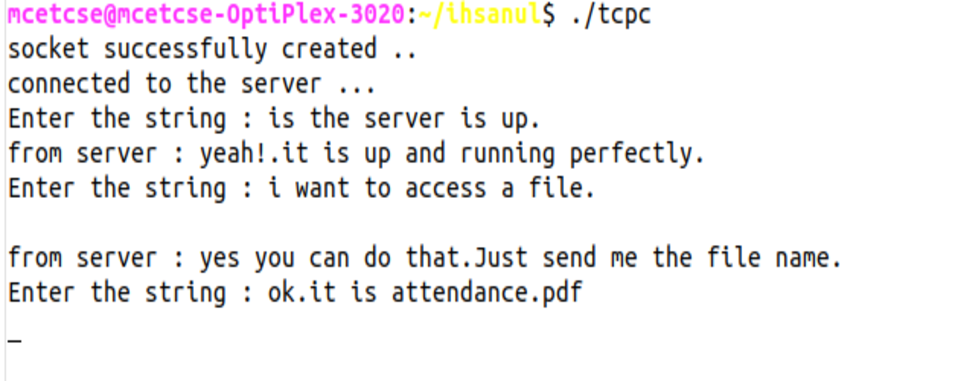 mcetcse@mcetcse-OptiPlex-3020:~/ihsanul$ ./tcpc
socket successfully created ..
connected to the server ...
Enter the string : is the server is up.
from server : yeah!.it is up and running perfectly.
Enter the string : i want to access a file.
from server : yes you can do that.Just send me the file name.
Enter the string : ok.it is attendance.pdf